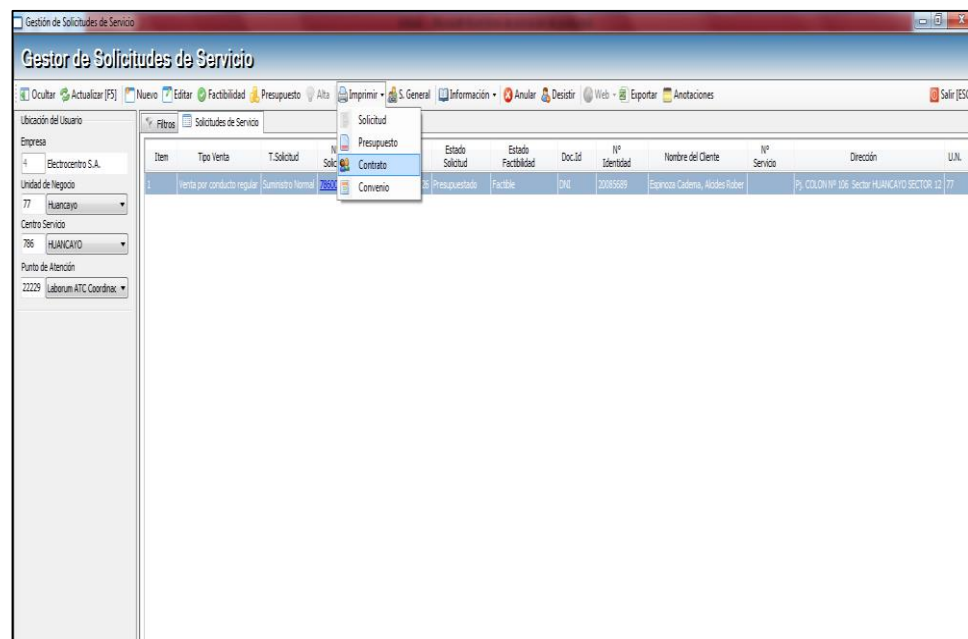 Gestión de Solicitudes de Servicio
Gestor de Solicitudes de Servicio
Ocultar Actualizar [F5] Nuevo Editar Factibilidad Presupuesto Alta Imprimir S. General Información Anular Desistir Web Exportar Anotaciones Salir [ESC
Ubicación del Usuario
Filtros Solicitudes de Servicio
Solicitud
Presupuesto
Contrato
Convenio
Empresa
4 Electrocentro S.A.
Unidad de Negocio
77 Huancayo
Centro Servicio
786 HUANCAYO
Punto de Atención
22229 Laborum ATC Coordinac
Item Tipo Venta T.Solicitud Estado Solicitud Estado Factibilidad Doc.Id Nº Identidad Nombre del Cliente Nº Servicio Dirección U.N.
1 Venta por conducto regular Suministro Normal 26 Presupuestado Factible DNI 20085689 Espinoza Caderna, Alcides Rober Pj. COLON Nº 106 Sector HUANCAYO SECTOR 12 77